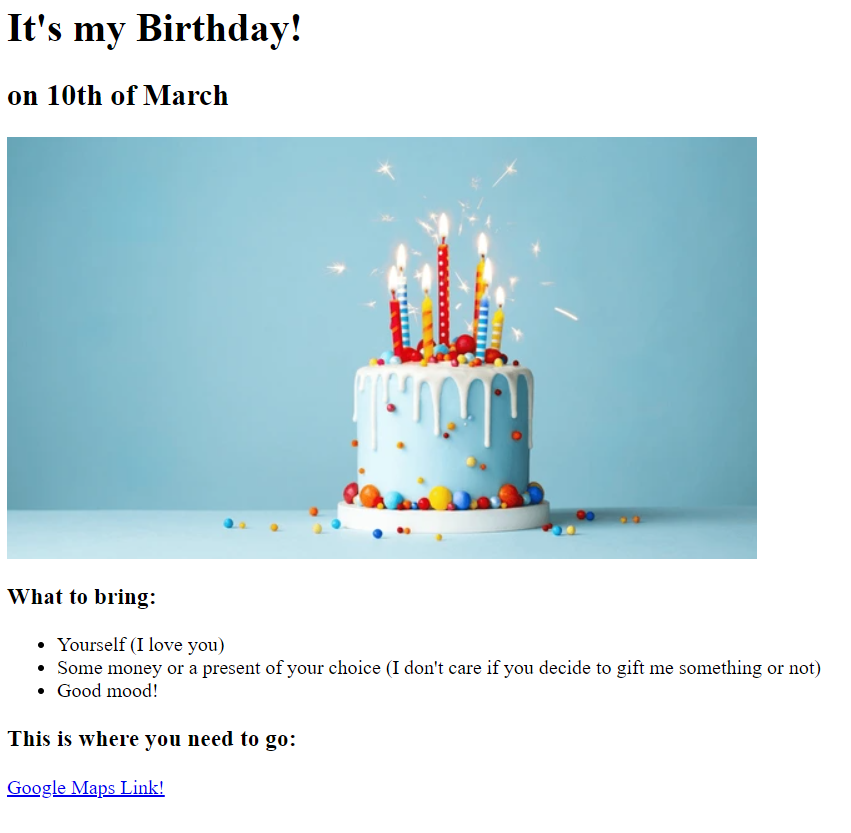 It's my Birthday!
on 10th of March
What to bring:
Yourself (I love you)
Some money or a present of your choice (I don't care if you decide to gift me something or not)
Good mood!
This is where you need to go:
Google Maps Link!